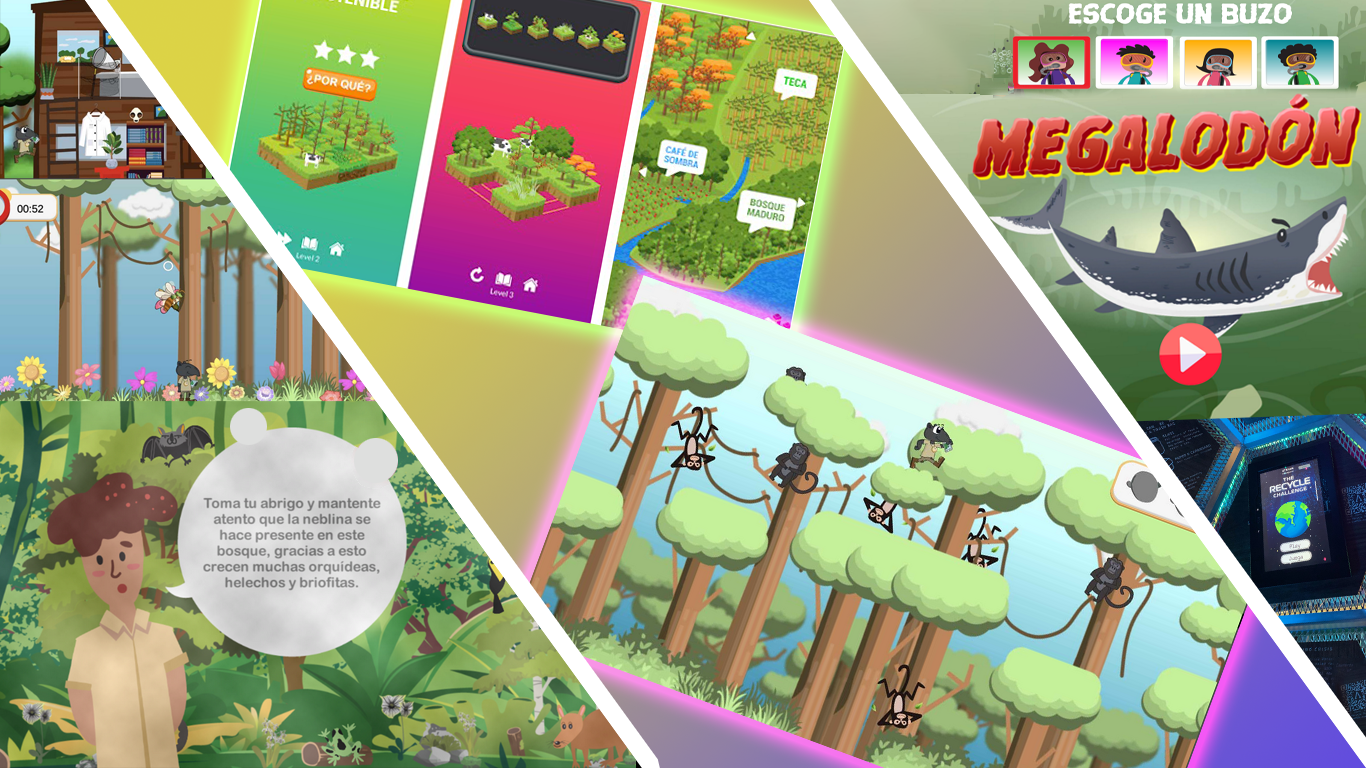 00:52
Toma tu abrigo y mantente
atento que la neblina se
hace presente en este
bosque, gracias a esto
crecen muchas orquideas,
helechos y briofitas.
¿POR QUÉ?
Level 2
Level 3
TECA
CAFÉ DE
SOMBRA
BOSQUE
MADURO
ESCOGE UN BUZO
MEGALODÓN
THE
RECYCLE
CHALLENGE
Play